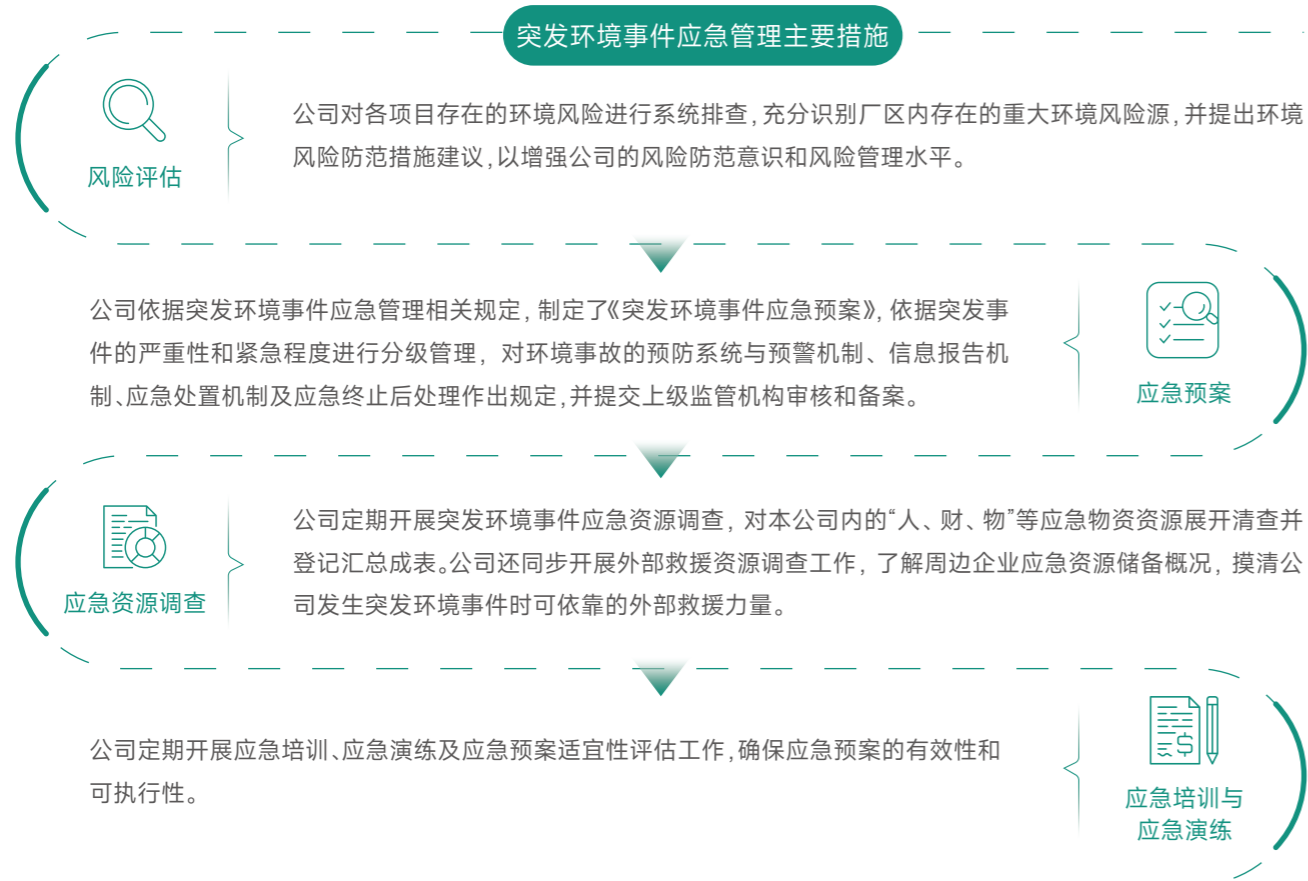 突发环境事件应急管理主要措施
风险评估
公司对各项目存在的环境风险进行系统排查,充分识别厂区内存在的重大环境风险源,并提出环境
风险防范措施建议,以增强公司的风险防范意识和风险管理水平。
公司依据突发环境事件应急管理相关规定,制定了《突发环境事件应急预案》,依据突发事
件的严重性和紧急程度进行分级管理,对环境事故的预防系统与预警机制、信息报告机
制、应急处置机制及应急终止后处理作出规定,并提交上级监管机构审核和备案。
应急预案
应急资源调查
公司定期开展突发环境事件应急资源调查,对本公司内的“人、财、物”等应急物资资源展开清查并
登记汇总成表。公司还同步开展外部救援资源调查工作,了解周边企业应急资源储备概况,摸清公
司发生突发环境事件时可依靠的外部救援力量。
公司定期开展应急培训、应急演练及应急预案适宜性评估工作,确保应急预案的有效性和
可执行性。
应急培训与
应急演练